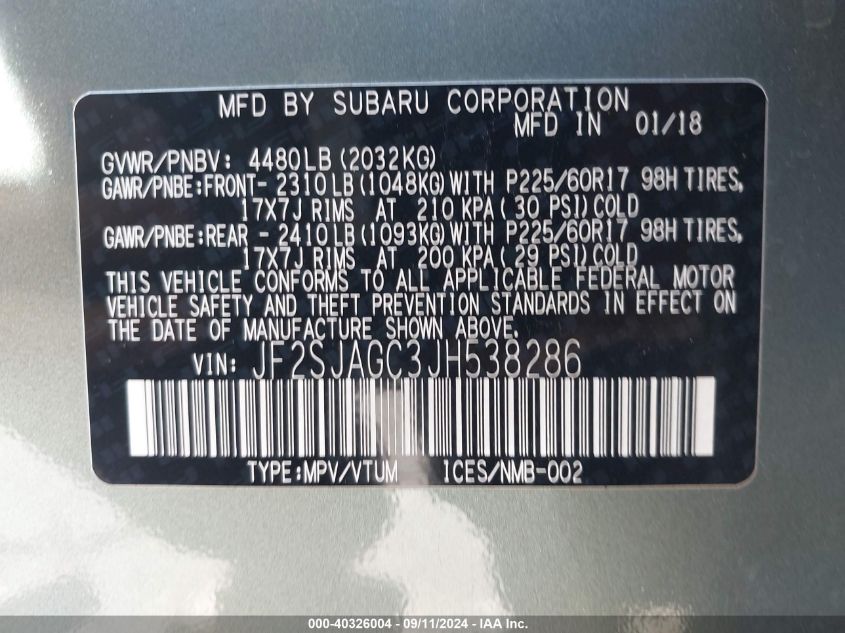 MFD BY SUBARU CORPORATION
MFD IN 01/18
GVWR/PNBV: 4480LB(2032KG)
GAWR/PNBE:FRONT- 2310LB(1048KG)WITH P225/60R17 98H TIRES,
17X7J RIMS AT 210 KPA(30 PSI)COLD
GAWR/PNBE:REAR - 2410LB(1093KG)WITH P225/60R17 98H TIRES,
17X7J RIMS AT 200 KPA(29 PSI)COLD
THIS VEHICLE CONFORMS TO ALL APPLICABLE FEDERAL MOTOR
VEHICLE SAFETY AND THEFT PREVENTION STANDARDS IN EFFECT ON
THE DATE OF MANUFACTURE SHOWN ABOVE.
VIN: JF2SJAGC3JH538286
TYPE:MPV/VTUM ICES/NMB-002
000-40326004 - 09/11/2024 - IAA Inc.